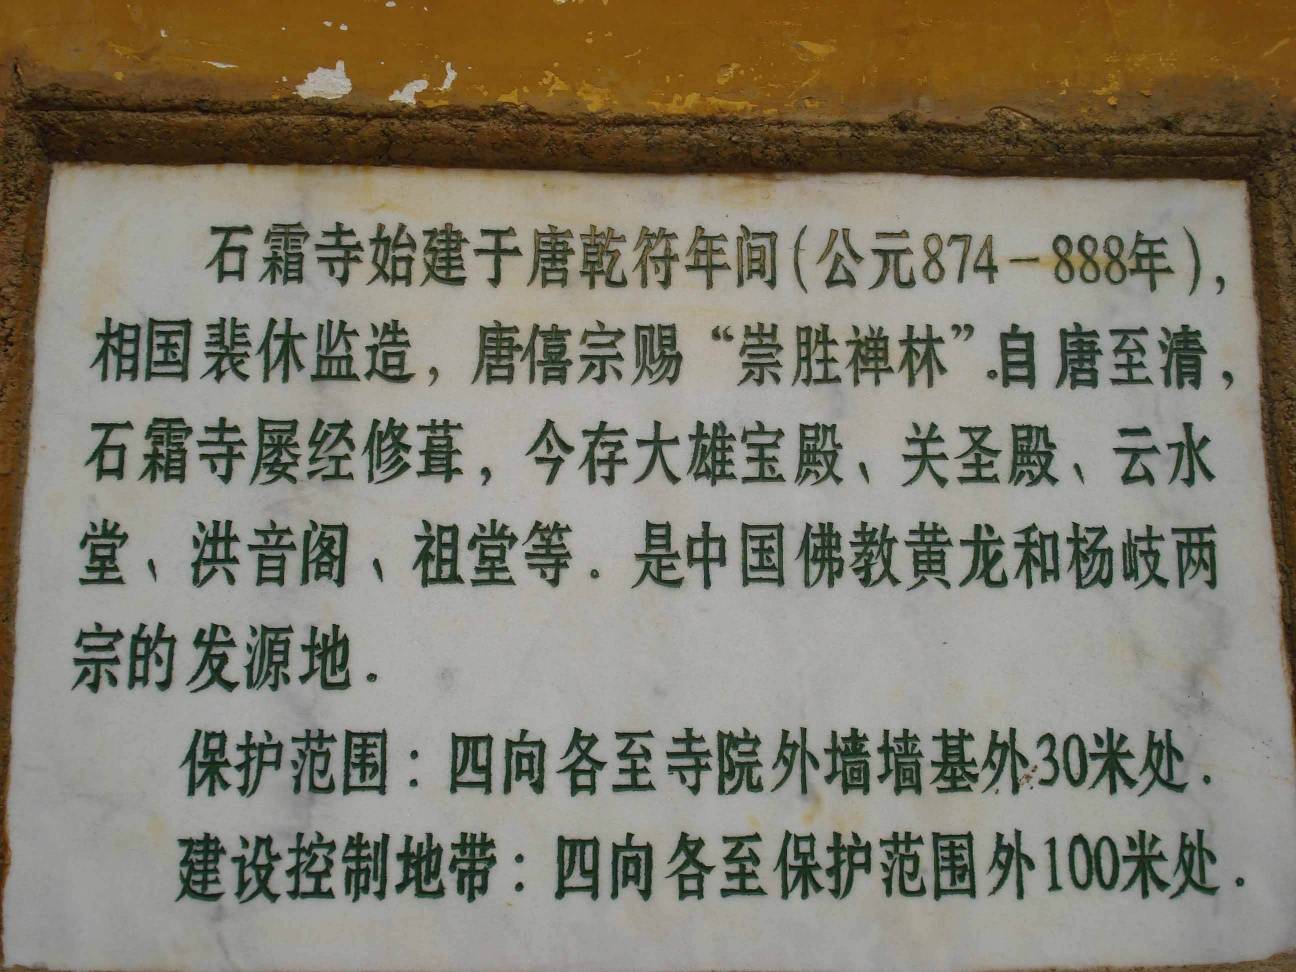 石霜寺始建于唐乾符年间(公元874-888年),
相国裴休监造,唐僖宗赐“崇胜禅林”.自唐至清,
石霜寺屡经修葺,今存大雄宝殿、关圣殿、云水
堂、洪音阁、祖堂等.是中国佛教黄龙和杨岐两
宗的发源地.
保护范围:四向各至寺院外墙墙基外30米处.
建设控制地带:四向各至保护范围外100米处.